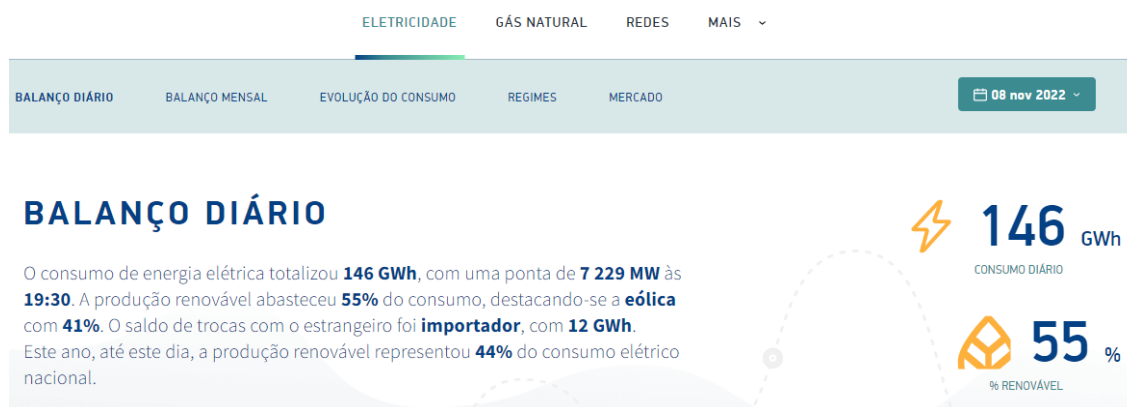 ELETRICIDADE GÁS NATURAL REDES MAIS
BALANÇO DIÁRIO BALANÇO MENSAL EVOLUÇÃO DO CONSUMO REGIMES MERCADO 08 nov 2022
BALANÇO DIÁRIO
O consumo de energia elétrica totalizou 146 GWh, com uma ponta de 7 229 MW às
19:30. A produção renovável abasteceu 55% do consumo, destacando-se a eólica
com 41%. O saldo de trocas com o estrangeiro foi importador, com 12 GWh.
Este ano, até este dia, a produção renovável representou 44% do consumo elétrico
nacional.
146 GWh
CONSUMO DIÁRIO
55 %
% RENOVÁVEL